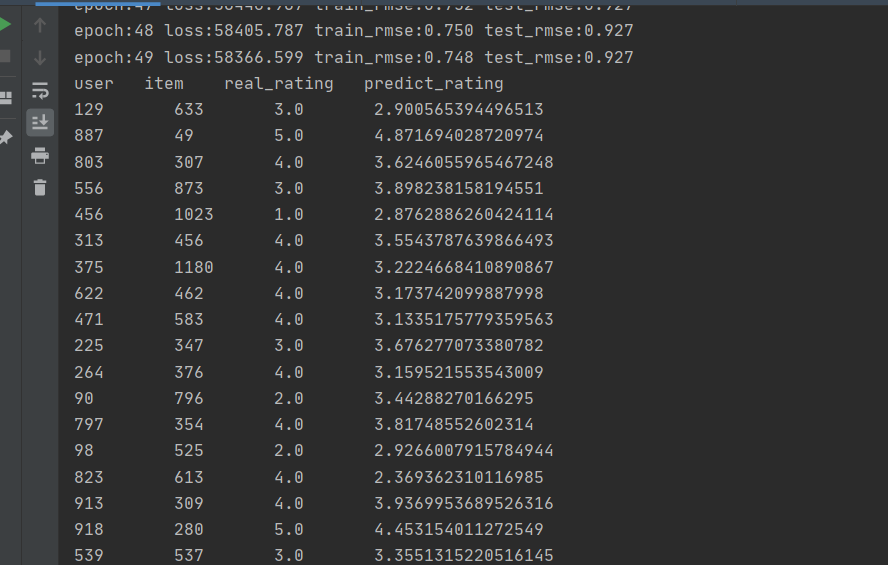 epoch:47 loss:58446.787 train_rmse:0.752 test_rmse:0.927
epoch:48 loss:58405.787 train_rmse:0.750 test_rmse:0.927
epoch:49 loss:58366.599 train_rmse:0.748 test_rmse:0.927
user item real_rating predict_rating
129 633 3.0 2.900565394496513
887 49 5.0 4.871694028720974
803 307 4.0 3.6246055965467248
556 873 3.0 3.898238158194551
456 1023 1.0 2.8762886260424114
313 456 4.0 3.5543787639866493
375 1180 4.0 3.2224668410890867
622 462 4.0 3.173742099887998
471 583 4.0 3.1335175779359563
225 347 3.0 3.676277073380782
264 376 4.0 3.159521553543009
90 796 2.0 3.44288270166295
797 354 4.0 3.81748552602314
98 525 2.0 2.9266007915784944
823 613 4.0 2.369362310116985
913 309 4.0 3.9369953689526316
918 280 5.0 4.453154011272549
539 537 3.0 3.3551315220516145